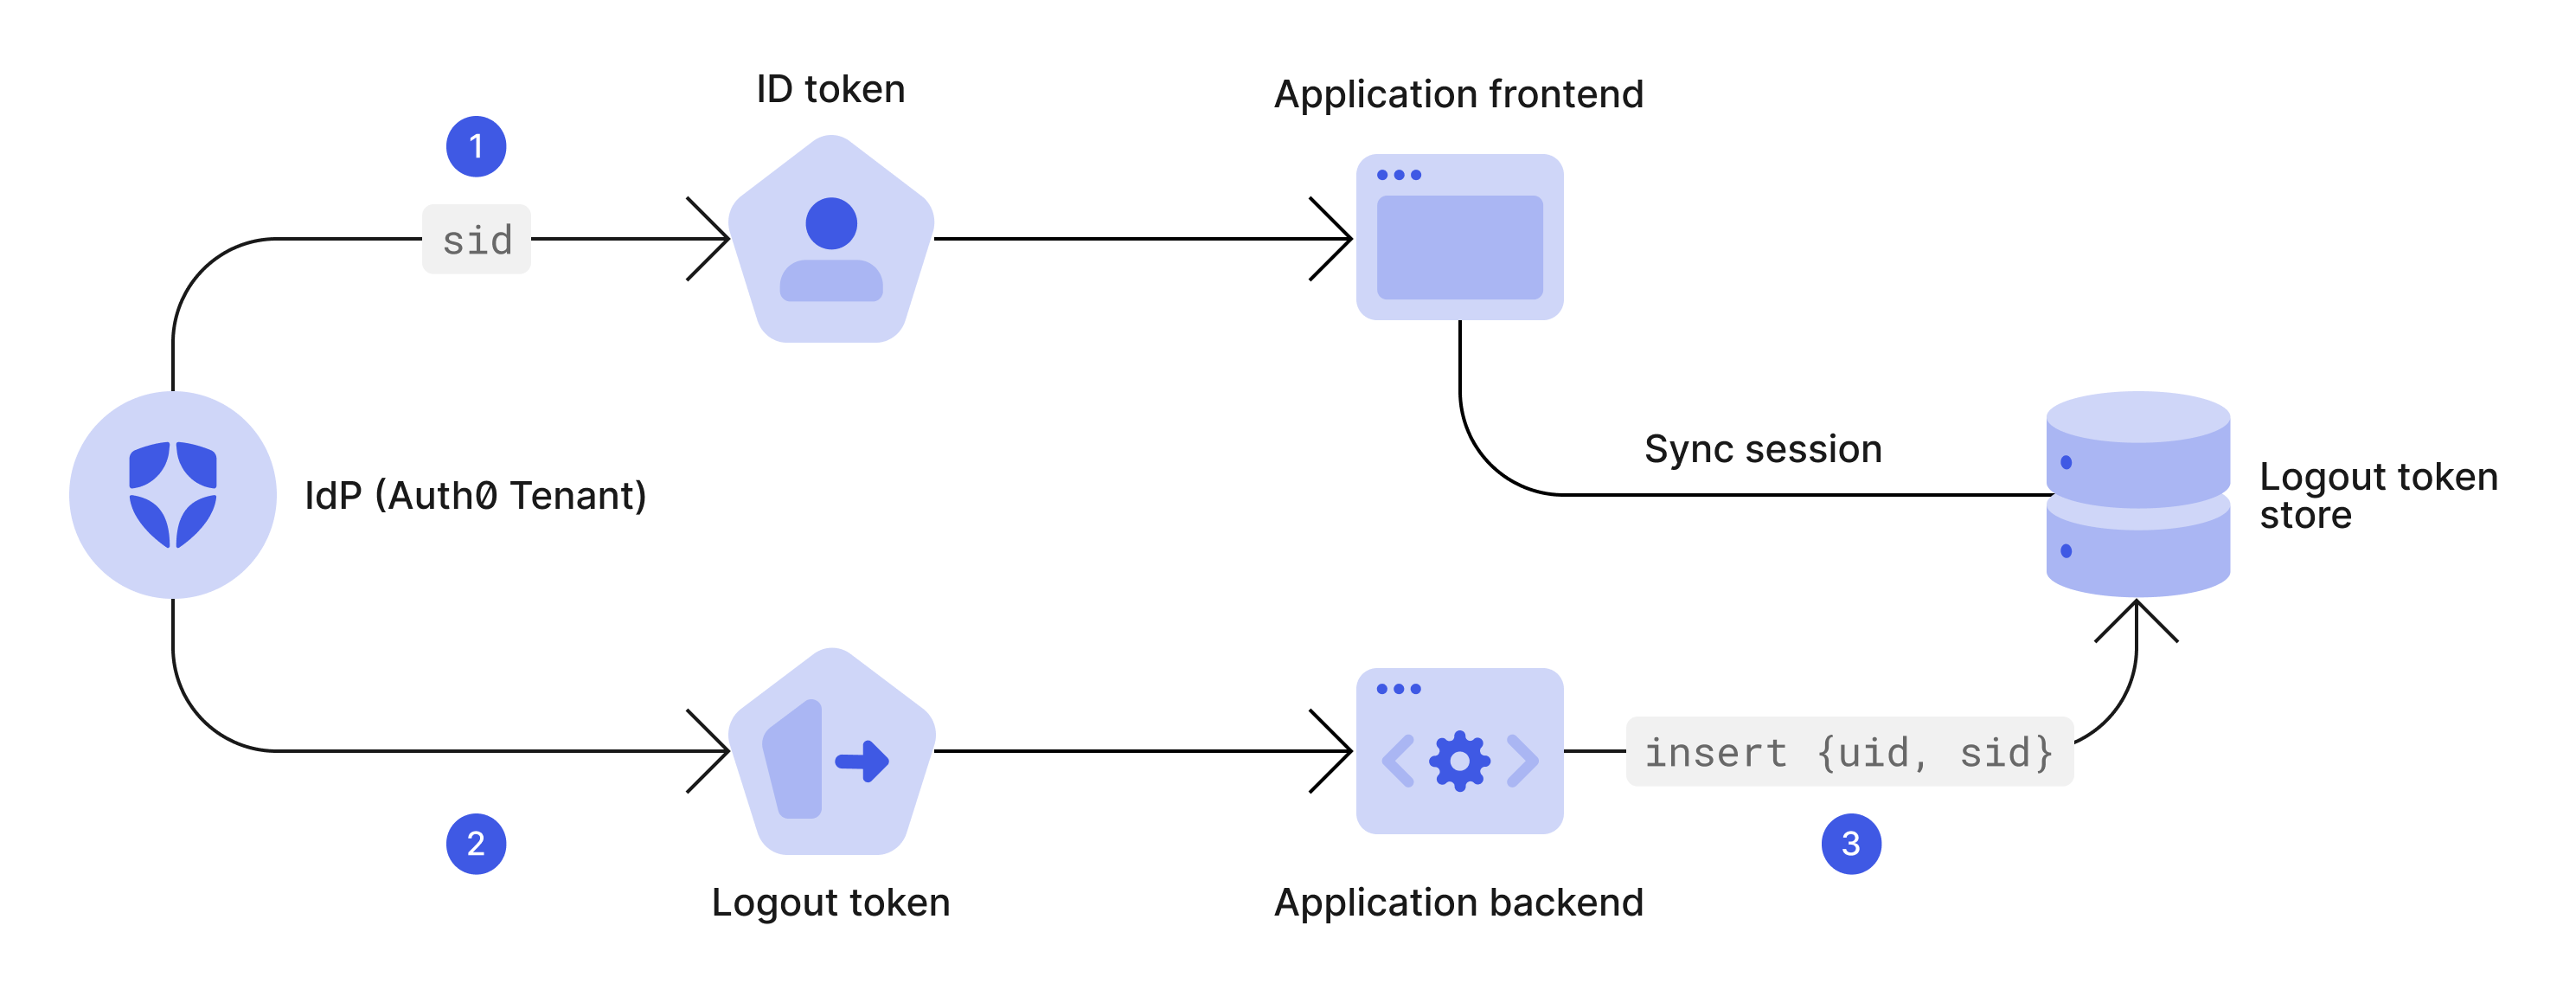 ID token
Application frontend
1
sid
Sync session
IdP (Auth0 Tenant)
Logout token
store
insert {uid, sid}
2
3
Logout token
Application backend